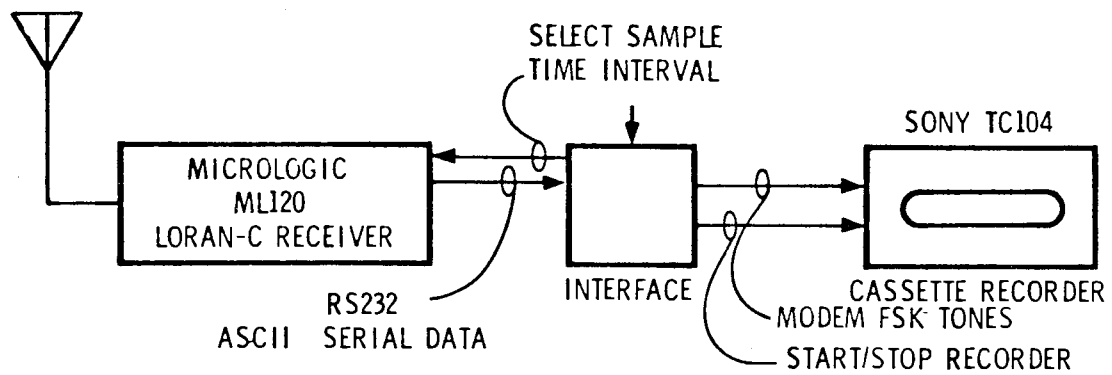 SELECT SAMPLE
TIME INTERVAL
SONY TC104
MICROLOGIC
ML120
LORAN-C RECEIVER
RS232
ASCII SERIAL DATA
INTERFACE
CASSETTE RECORDER
MODEM FSK TONES
START/STOP RECORDER